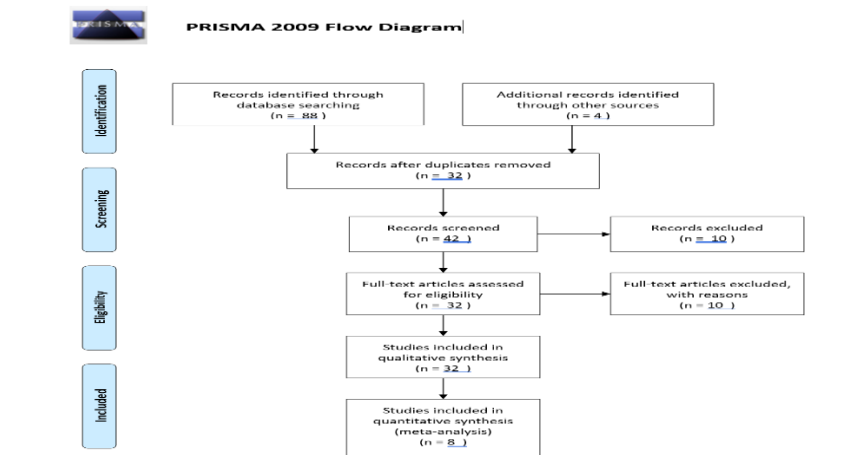 PRISMA
PRISMA 2009 Flow Diagram
Identification
Records identified through
database searching
(n = 88 )
Additional records identified
through other sources
(n = 4 )
Records after duplicates removed
(n = 32 )
Screening
Records screened
(n = 42 )
Records excluded
(n = 10 )
Eligibility
Full-text articles assessed
for eligibility
(n = 32 )
Full-text articles excluded,
with reasons
(n = 10 )
Studies included in
qualitative synthesis
(n = 32 )
Included
Studies included in
quantitative synthesis
(meta-analysis)
(n = 8 )